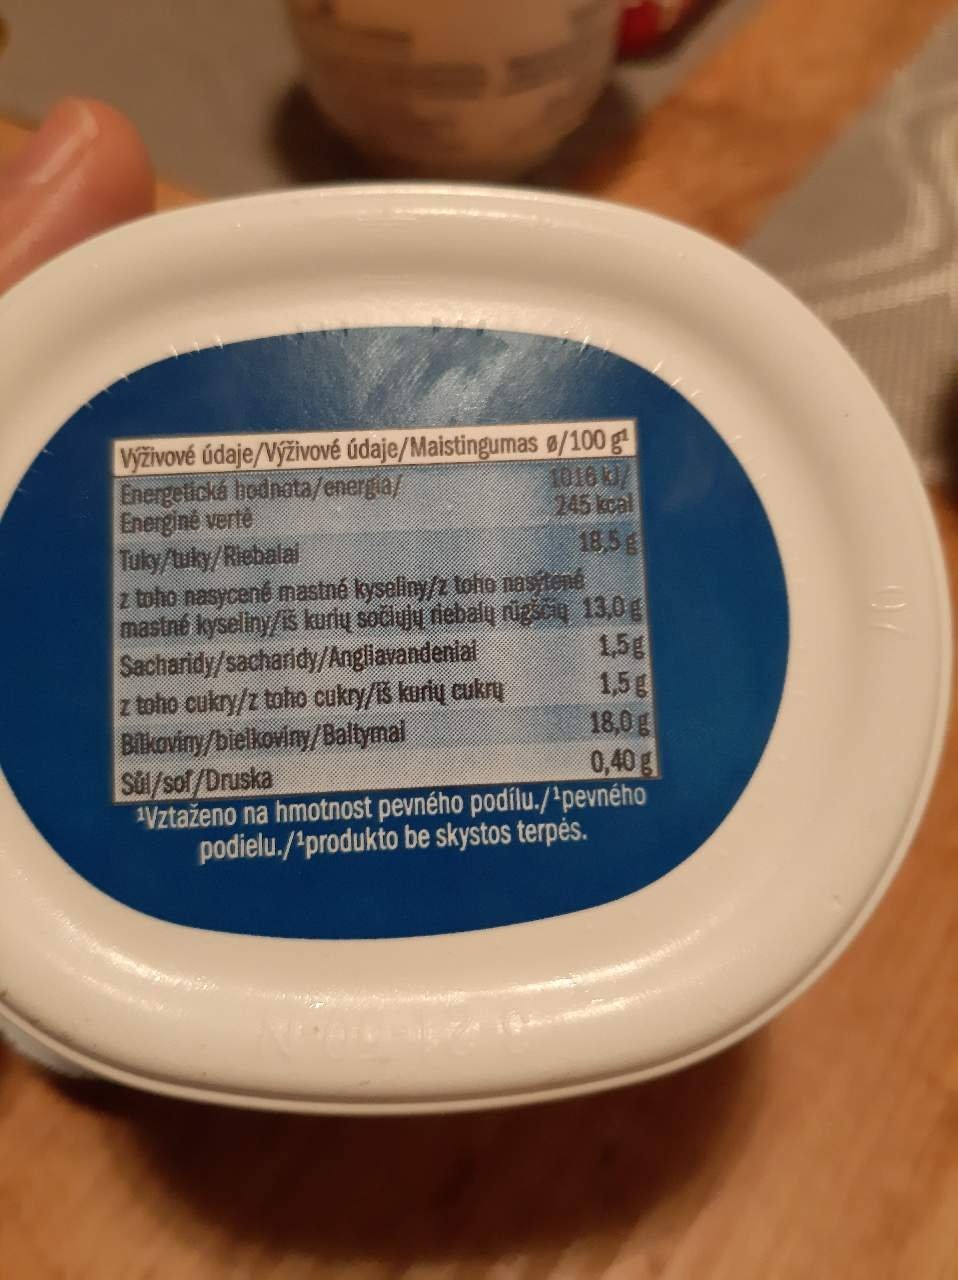 Výživové údaje/Výživové údaje/Maistingumas ø/100 g¹
Energetická hodnota/energia/ 1016 kJ/
Energinė vertė 245 kcal
Tuky/tuky/Riebalai 18,5 g
z toho nasycené mastné kyseliny/z toho nasýtené
mastné kyseliny/iš kurių sočiųjų riebalų rūgščių 13,0 g
Sacharidy/sacharidy/Angliavandeniai 1,5 g
z toho cukry/z toho cukry/iš kurių cukrų 1,5 g
Bílkoviny/bielkoviny/Baltymai 18,0 g
Sůl/soľ/Druska 0,40 g
¹Vztaženo na hmotnost pevného podílu./¹pevného
podielu./¹produkto be skystos terpės.